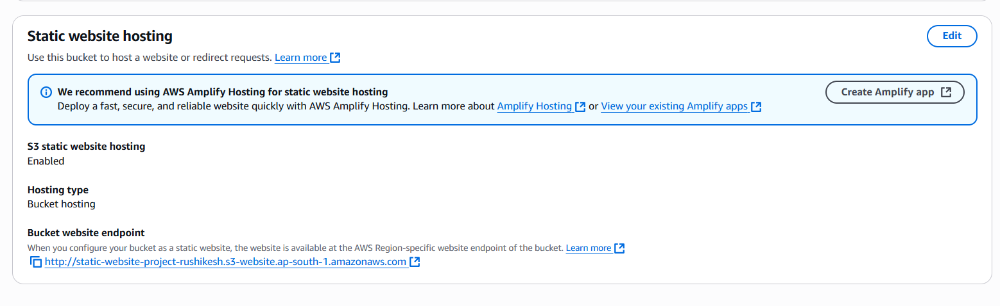 Static website hosting
Edit
Use this bucket to host a website or redirect requests. Learn more
We recommend using AWS Amplify Hosting for static website hosting
Create Amplify app
Deploy a fast, secure, and reliable website quickly with AWS Amplify Hosting. Learn more about Amplify Hosting or View your existing Amplify apps
S3 static website hosting
Enabled
Hosting type
Bucket hosting
Bucket website endpoint
When you configure your bucket as a static website, the website is available at the AWS Region-specific website endpoint of the bucket. Learn more
http://static-website-project-rushikesh.s3-website.ap-south-1.amazonaws.com